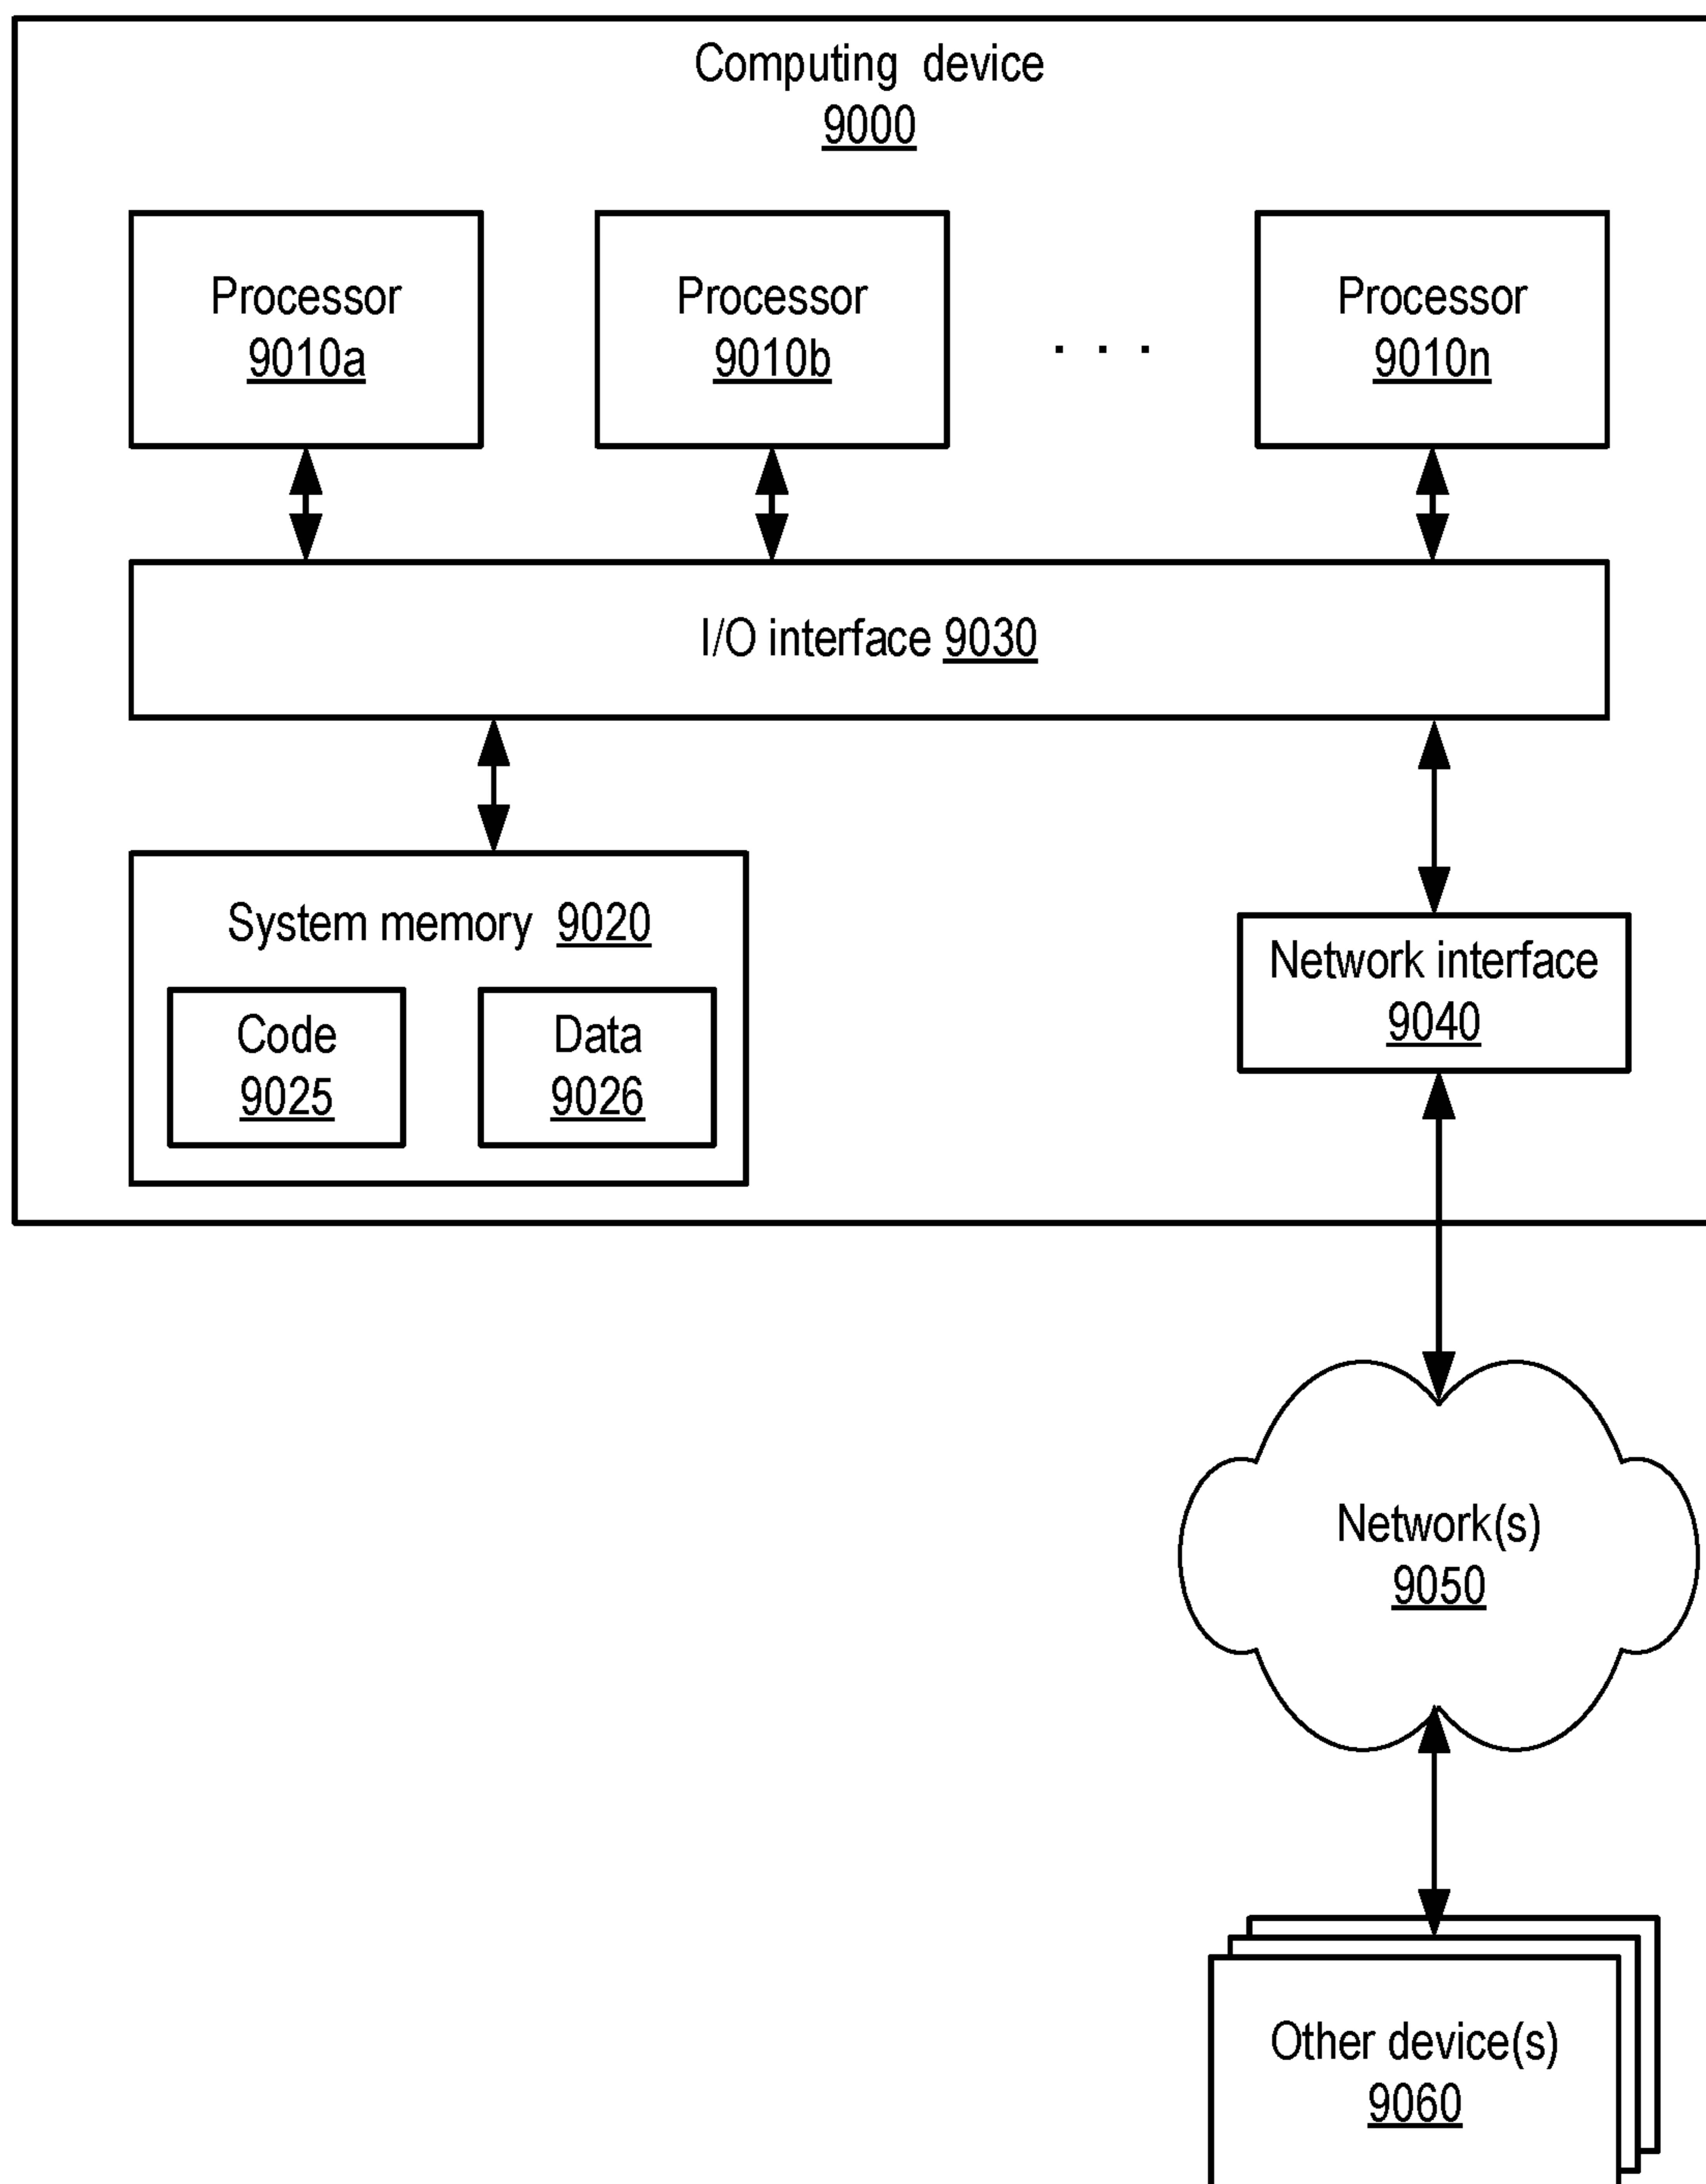 Computing device
9000
Processor
9010a
Processor
9010b
. . .
Processor
9010n
I/O interface 9030
System memory 9020
Code
9025
Data
9026
Network interface
9040
Network(s)
9050
Other device(s)
9060